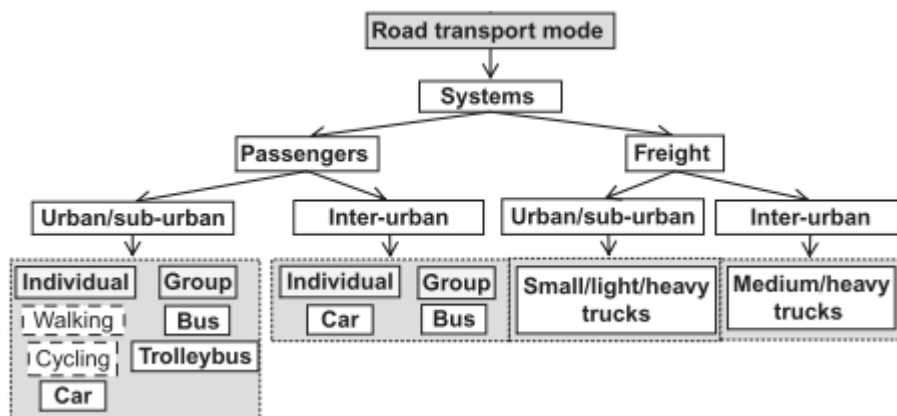 Road transport mode
Systems
Passengers
Freight
Urban/sub-urban
Inter-urban
Urban/sub-urban
Inter-urban
Individual
Group
Walking
Bus
Cycling
Trolleybus
Car
Individual
Group
Car
Bus
Small/light/heavy
trucks
Medium/heavy
trucks